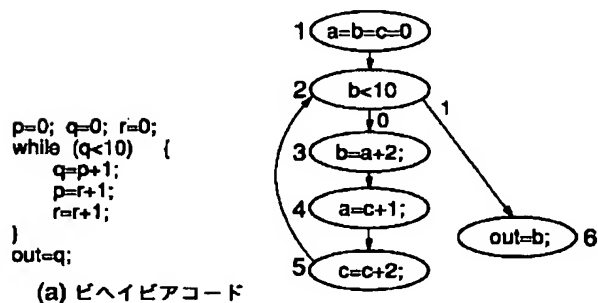 p=0; q=0; r=0;
while (q<10) {
q=p+1;
p=r+1;
r=r+1;
}
out=q;
(a) ビヘイビアコード
1 a=b=c=0
2 b<10
0
1
3 b=a+2;
4 a=c+1;
5 c=c+2;
out=b; 6